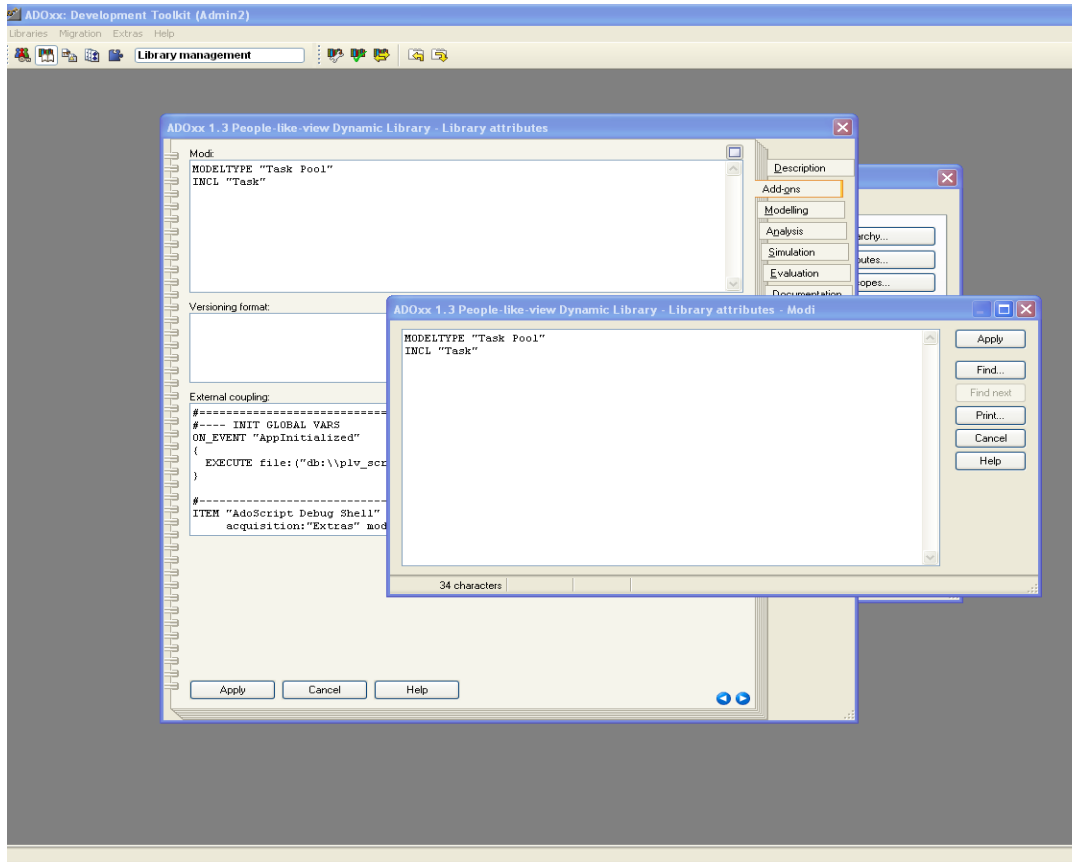 ADOxx: Development Toolkit (Admin2)
Libraries Migration Extras Help
Library management
ADOxx 1.3 People-like-view Dynamic Library - Library attributes
Modi:
MODELTYPE "Task Pool"
INCL "Task"
Description
Add-ons
Modelling
Analysis
Simulation
Evaluation
Documentation
archy...
butes...
copes...
Versioning format:
External coupling:
#==========================
#---- INIT GLOBAL VARS
ON_EVENT "AppInitialized"
{
EXECUTE file:("db:\\plv_scr
}
#--------------------------
ITEM "AdoScript Debug Shell"
acquisition:"Extras" mod
ADOxx 1.3 People-like-view Dynamic Library - Library attributes - Modi
MODELTYPE "Task Pool"
INCL "Task"
Apply
Find...
Find next
Print...
Cancel
Help
34 characters
Apply Cancel Help